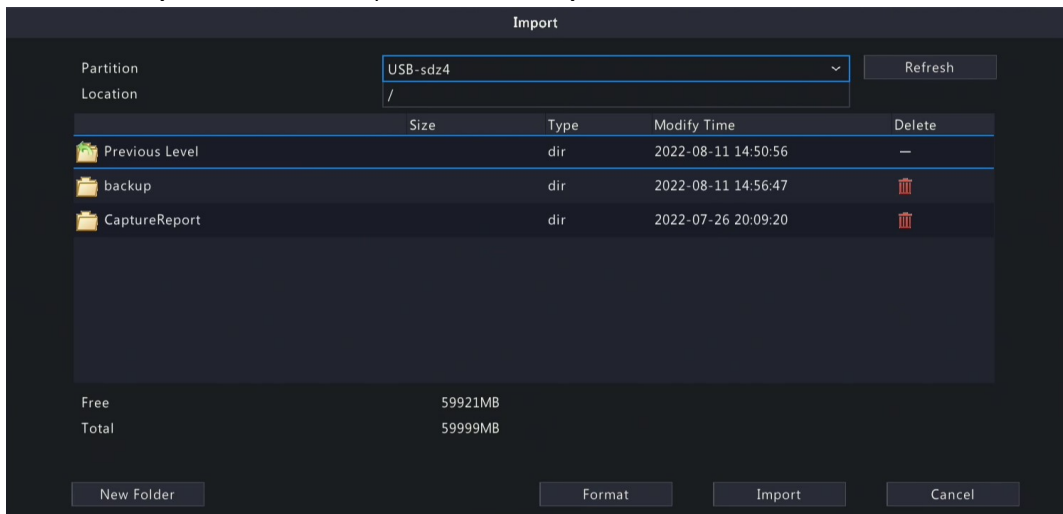 Import
Partition USB-sdz4 Refresh
Location /
Size Type Modify Time Delete
Previous Level dir 2022-08-11 14:50:56 —
backup dir 2022-08-11 14:56:47
CaptureReport dir 2022-07-26 20:09:20
Free 59921MB
Total 59999MB
New Folder Format Import Cancel